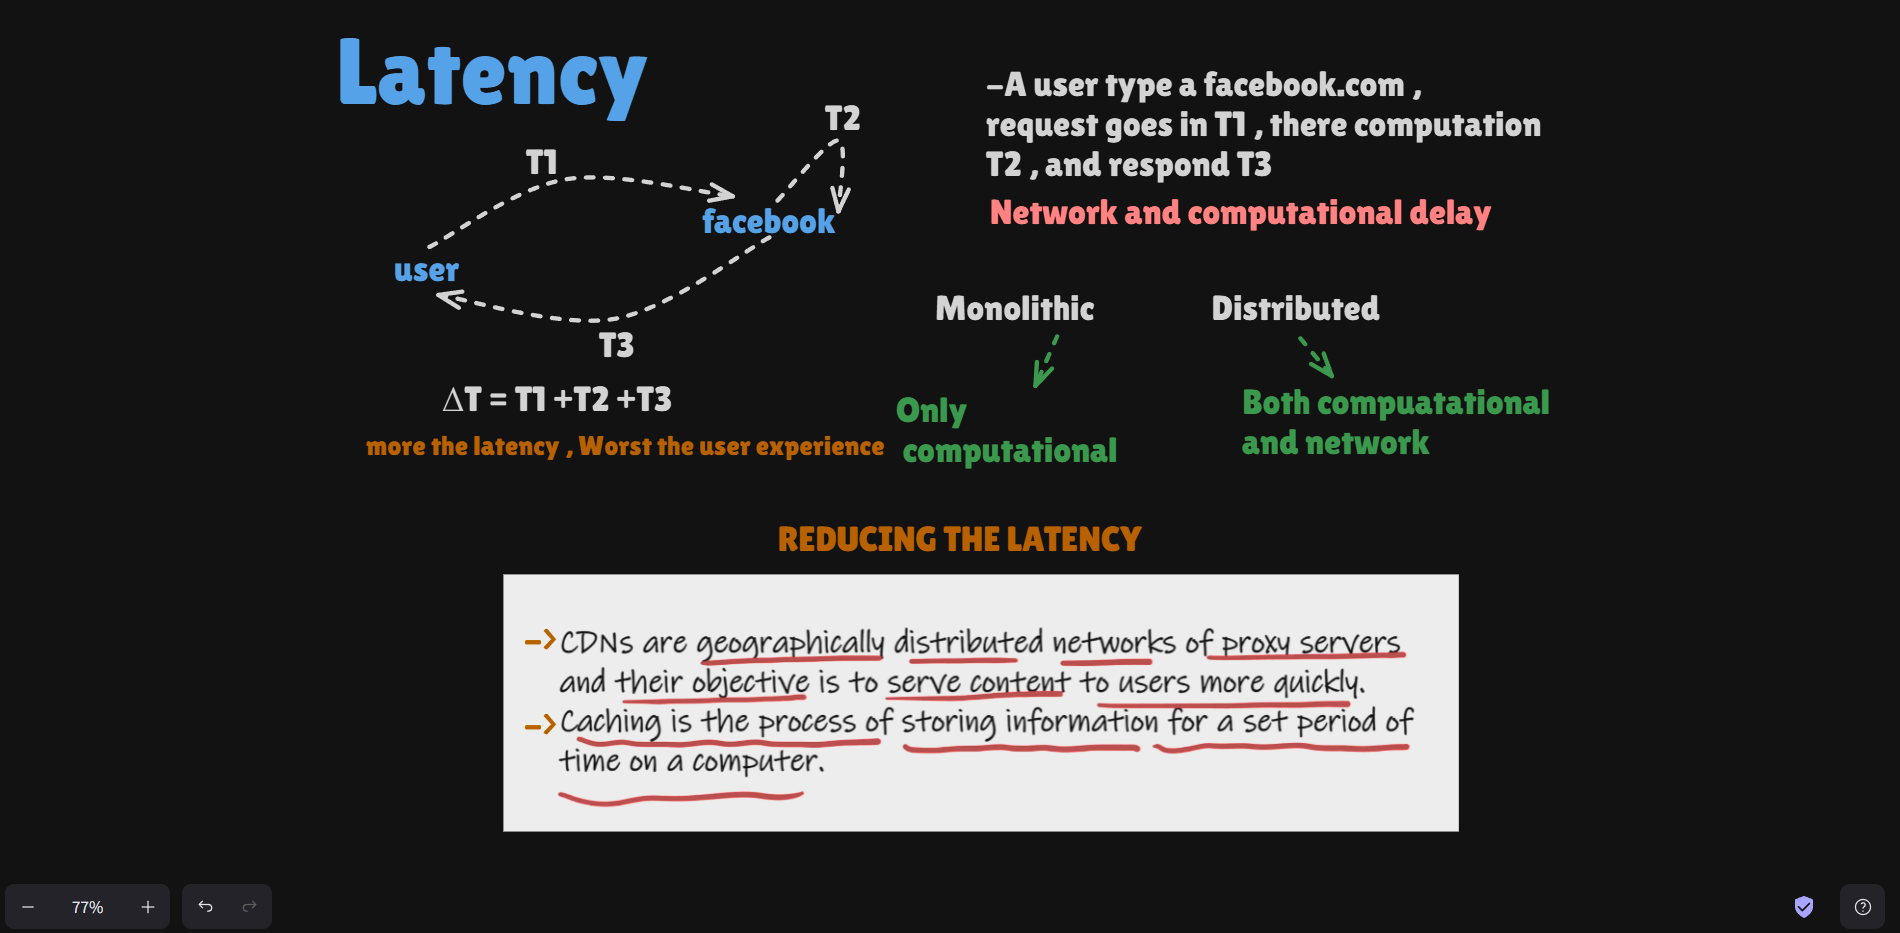 Latency
T1
T2
facebook
user
T3
∆T = T1 +T2 +T3
more the latency , Worst the user experience
-A user type a facebook.com ,
request goes in T1 , there computation
T2 , and respond T3
Network and computational delay
Monolithic
Distributed
Only
computational
Both compuatational
and network
REDUCING THE LATENCY
CDNs are geographically distributed networks of proxy servers
and their objective is to serve content to users more quickly.
Caching is the process of storing information for a set period of
time on a computer.
77%